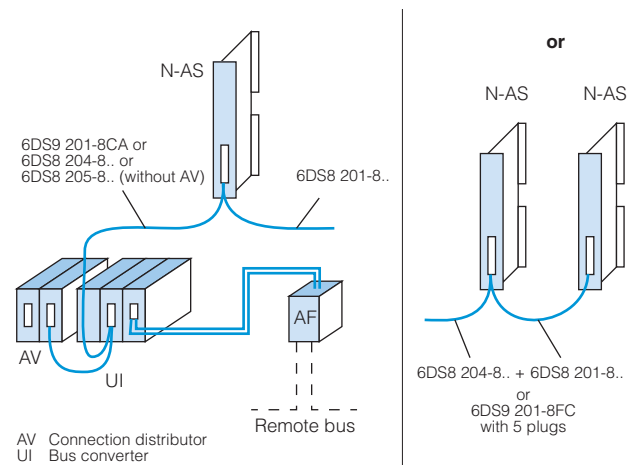 N-AS
6DS9 201-8CA or
6DS8 204-8.. or
6DS8 205-8.. (without AV)
6DS8 201-8..
AV
UI
AF
Remote bus
AV Connection distributor
UI Bus converter
or
N-AS
N-AS
6DS8 204-8.. + 6DS8 201-8..
or
6DS9 201-8FC
with 5 plugs